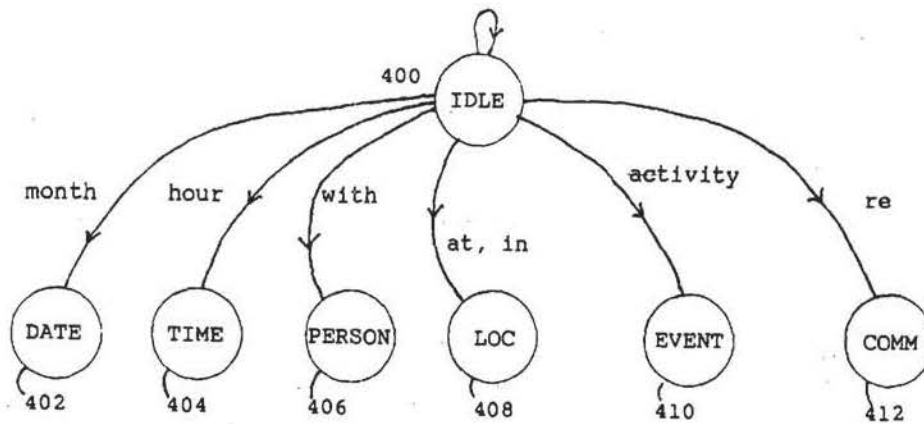 400
IDLE
month
hour
with
at, in
activity
re
DATE
TIME
PERSON
LOC
EVENT
COMM
402
404
406
408
410
412